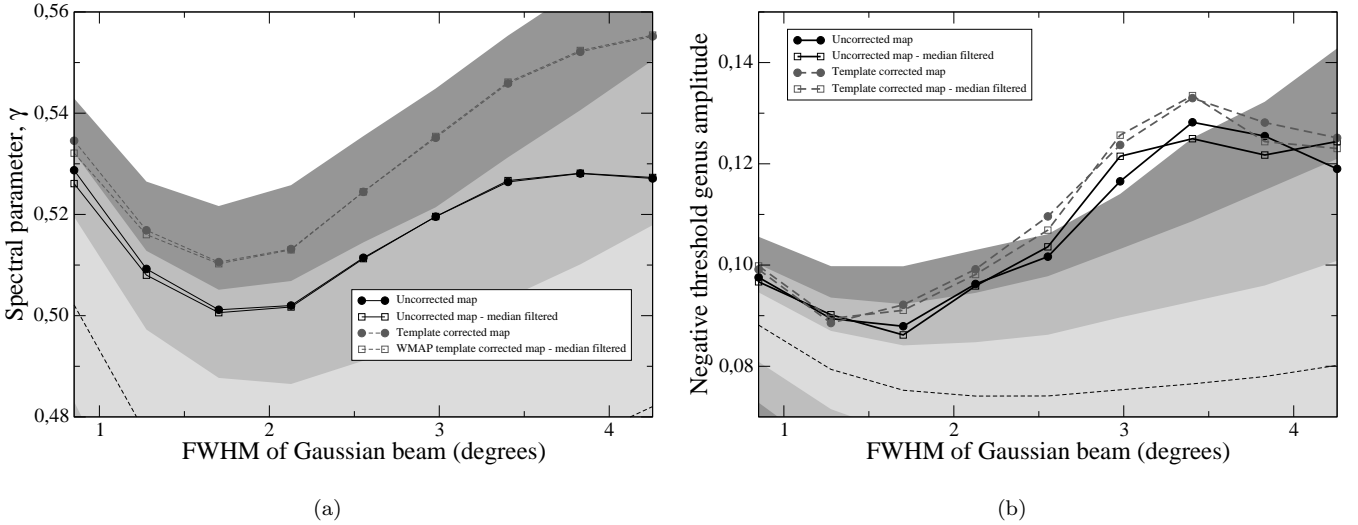 0,56
0,54
0,52
0,50
0,48
Spectral parameter, γ
Uncorrected map
Uncorrected map - median filtered
Template corrected map
WMAP template corrected map - median filtered
1
2
3
4
FWHM of Gaussian beam (degrees)
(a)
0,14
0,12
0,10
0,08
Negative threshold genus amplitude
Uncorrected map
Uncorrected map - median filtered
Template corrected map
Template corrected map - median filtered
1
2
3
4
FWHM of Gaussian beam (degrees)
(b)